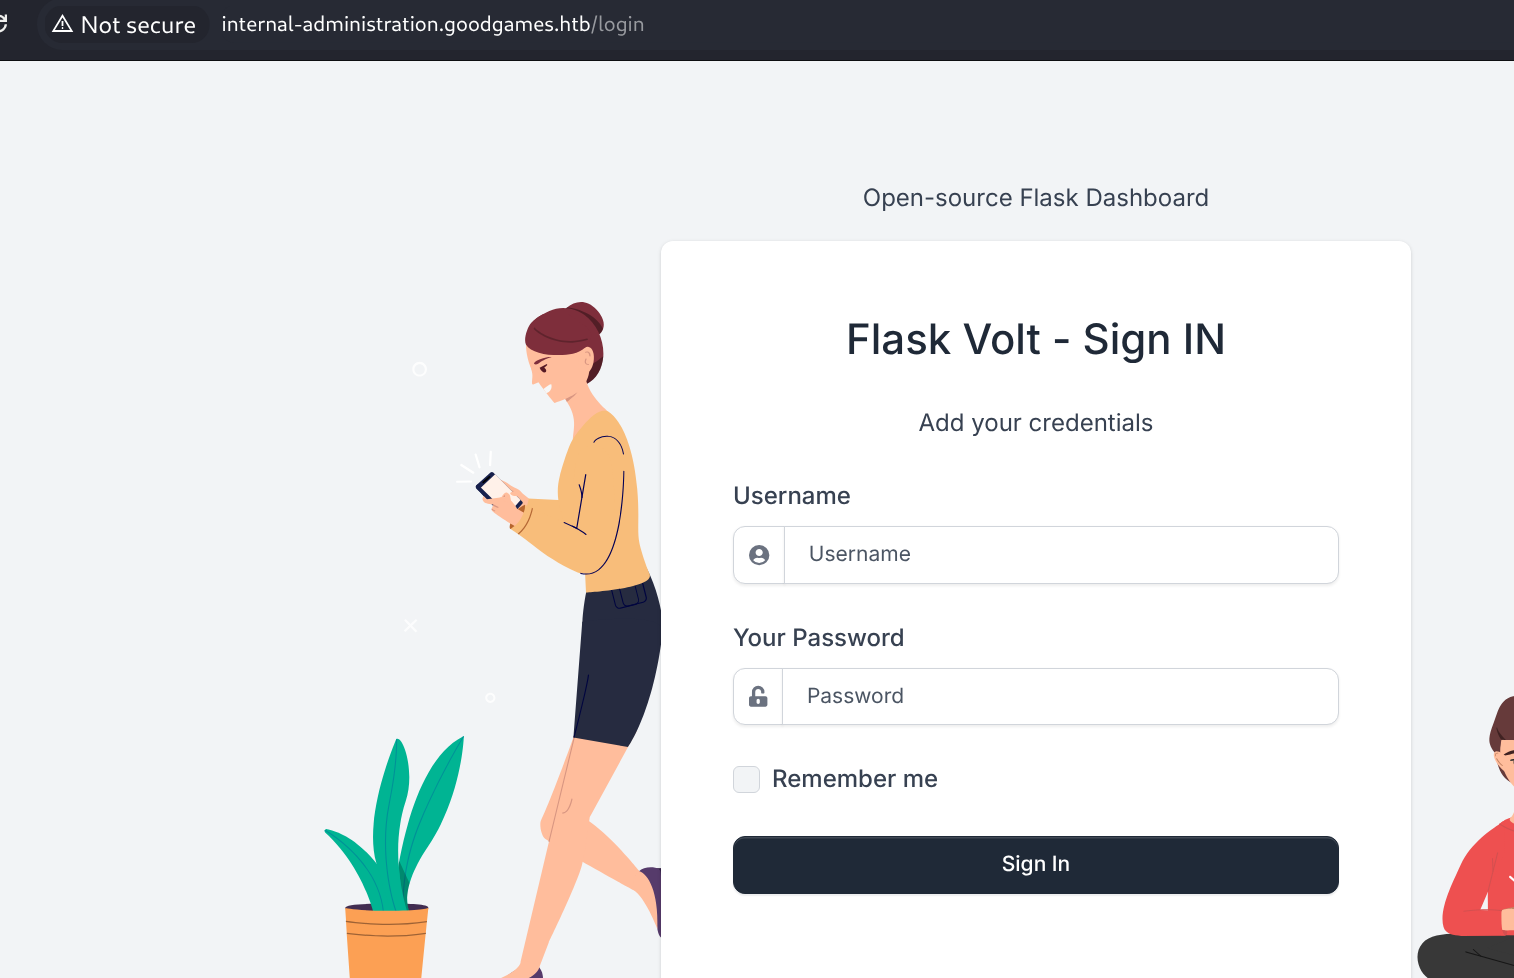 Not secure internal-administration.goodgames.htb/login
Open-source Flask Dashboard
Flask Volt - Sign IN
Add your credentials
Username
Username
Your Password
Password
Remember me
Sign In